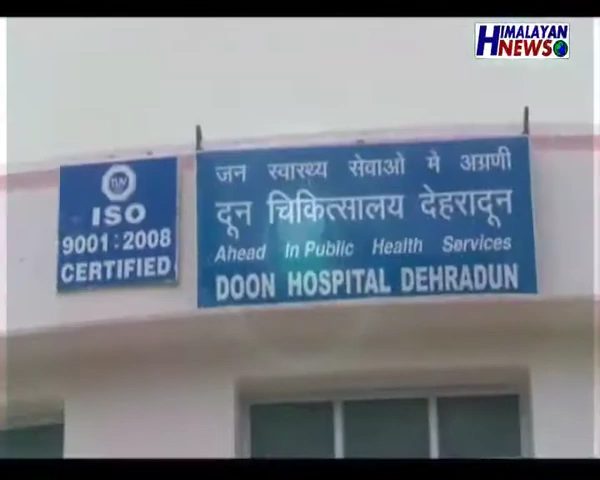 HIMALAYAN
NEWS
ISO
9001:2008
CERTIFIED
जन स्वास्थ्य सेवाओ मे अग्रणी
दून चिकित्सालय देहरादून
Ahead In Public Health Services
DOON HOSPITAL DEHRADUN